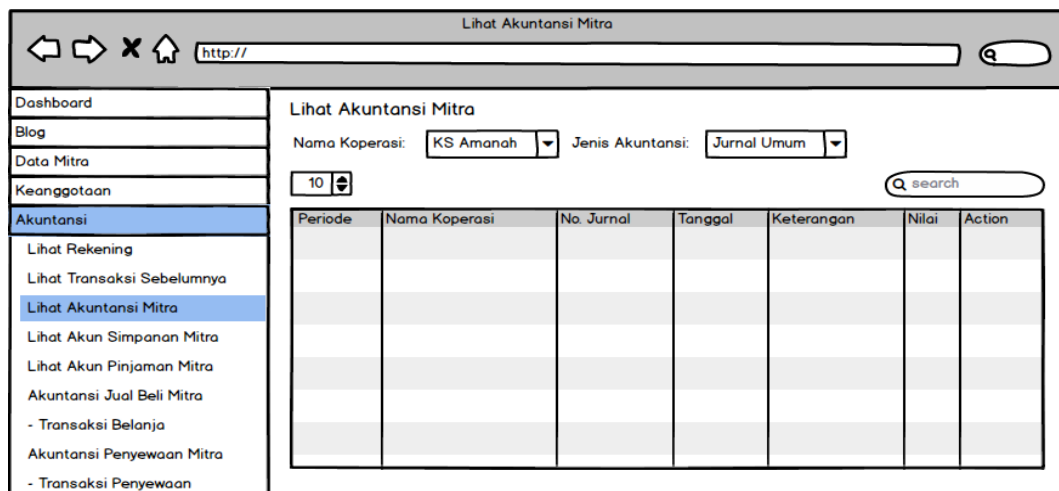 Lihat Akuntansi Mitra
http://
Dashboard
Blog
Data Mitra
Keanggotaan
Akuntansi
Lihat Rekening
Lihat Transaksi Sebelumnya
Lihat Akuntansi Mitra
Lihat Akun Simpanan Mitra
Lihat Akun Pinjaman Mitra
Akuntansi Jual Beli Mitra
- Transaksi Belanja
Akuntansi Penyewaan Mitra
- Transaksi Penyewaan
Lihat Akuntansi Mitra
Nama Koperasi: KS Amanah Jenis Akuntansi: Jurnal Umum
10 search
Periode Nama Koperasi No. Jurnal Tanggal Keterangan Nilai Action